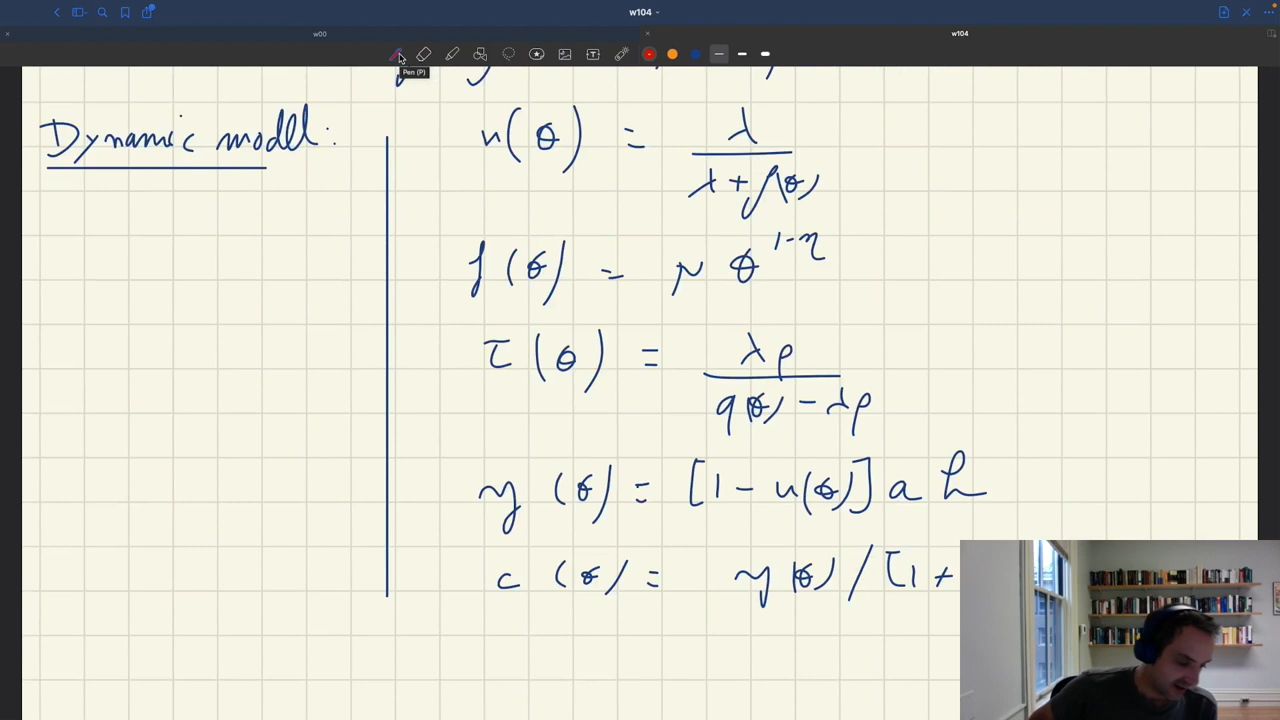 w104
w00
w104
Pen (P)
Dynamic model:
u(θ) = λ / (λ + f(θ))
f(θ) = μ θ^{1-η}
τ(θ) = λρ / (q(θ) - λρ)
y(θ) = [1 - u(θ)] a h
c(θ) = y(θ) / [1 +